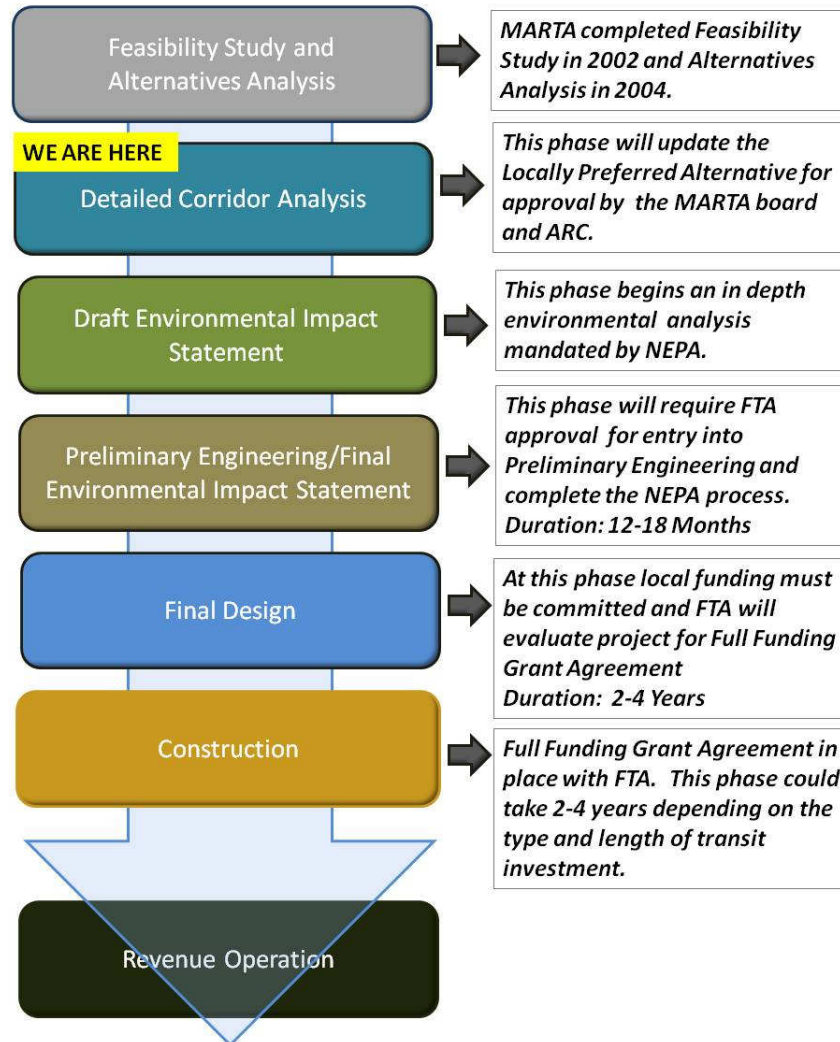 Feasibility Study and
Alternatives Analysis
MARTA completed Feasibility
Study in 2002 and Alternatives
Analysis in 2004.
WE ARE HERE
Detailed Corridor Analysis
This phase will update the
Locally Preferred Alternative for
approval by the MARTA board
and ARC.
Draft Environmental Impact
Statement
This phase begins an in depth
environmental analysis
mandated by NEPA.
Preliminary Engineering/Final
Environmental Impact Statement
This phase will require FTA
approval for entry into
Preliminary Engineering and
complete the NEPA process.
Duration: 12-18 Months
Final Design
At this phase local funding must
be committed and FTA will
evaluate project for Full Funding
Grant Agreement
Duration: 2-4 Years
Construction
Full Funding Grant Agreement in
place with FTA. This phase could
take 2-4 years depending on the
type and length of transit
investment.
Revenue Operation